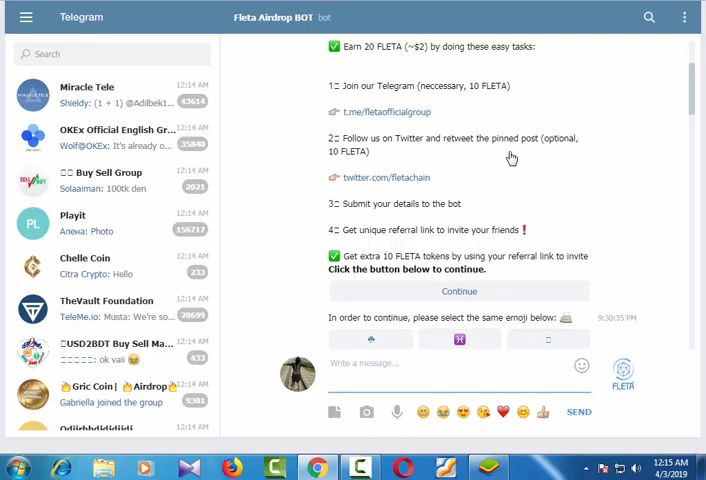 Telegram
Fleta Airdrop BOT bot
Search
Miracle Tele 12:14 AM
Shieldy: (1 + 1) @Adilbek1... 43614
OKEx Official English Gr... 12:14 AM
Wolf@OKEx: It's already o... 35840
Buy Sell Group 12:14 AM
Solaaiman: 100tk den 2021
Playit 12:14 AM
PL
Алена: Photo 156717
Chelle Coin 12:14 AM
Citra Crypto: Hello 233
TheVault Foundation 12:14 AM
TeleMe.io: Musta: We're so... 20699
USD2BDT Buy Sell Ma... 12:14 AM
ok vaii 😂 433
🔥Gric Coin| 🔥Airdrop🔥 12:14 AM
Gabriella joined the group 9301
12:14 AM
✅ Earn 20 FLETA (~$2) by doing these easy tasks:
1 Join our Telegram (neccessary, 10 FLETA)
👉 t.me/fletaofficialgroup
2 Follow us on Twitter and retweet the pinned post (optional,
10 FLETA)
👉 twitter.com/fletachain
3 Submit your details to the bot
4 Get unique referral link to invite your friends❗
✅ Get extra 10 FLETA tokens by using your referral link to invite
Click the button below to continue.
Continue
In order to continue, please select the same emoji below: 9:30:35 PM
Write a message...
FLETA
SEND
12:15 AM
4/3/2019